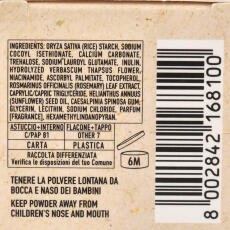 INGREDIENTS: ORYZA SATIVA (RICE) STARCH, SODIUM
COCOYL ISETHIONATE, CALCIUM CARBONATE,
TREHALOSE, SODIUM LAUROYL GLUTAMATE, INULIN,
HYDROLYZED VERBASCUM THAPSUS FLOWER,
NIACINAMIDE, ASCORBYL PALMITATE, TOCOPHEROL,
ROSMARINUS OFFICINALIS (ROSEMARY) LEAF EXTRACT,
CAPRYLIC/CAPRIC TRIGLYCERIDE, HELIANTHUS ANNUUS
(SUNFLOWER) SEED OIL, CAESALPINIA SPINOSA GUM,
GLYCERIN, LECITHIN, SODIUM CHLORIDE, PARFUM
(FRAGRANCE), HEXAMETHYLINDANOPYRAN.
ASTUCCIO+INTERNO FLACONE+TAPPO
C/PAP 81 OTHER 7
CARTA PLASTICA
RACCOLTA DIFFERENZIATA
Verifica le disposizioni del tuo Comune
6M
TENERE LA POLVERE LONTANA DA
BOCCA E NASO DEI BAMBINI
KEEP POWDER AWAY FROM
CHILDREN'S NOSE AND MOUTH
8002842168100